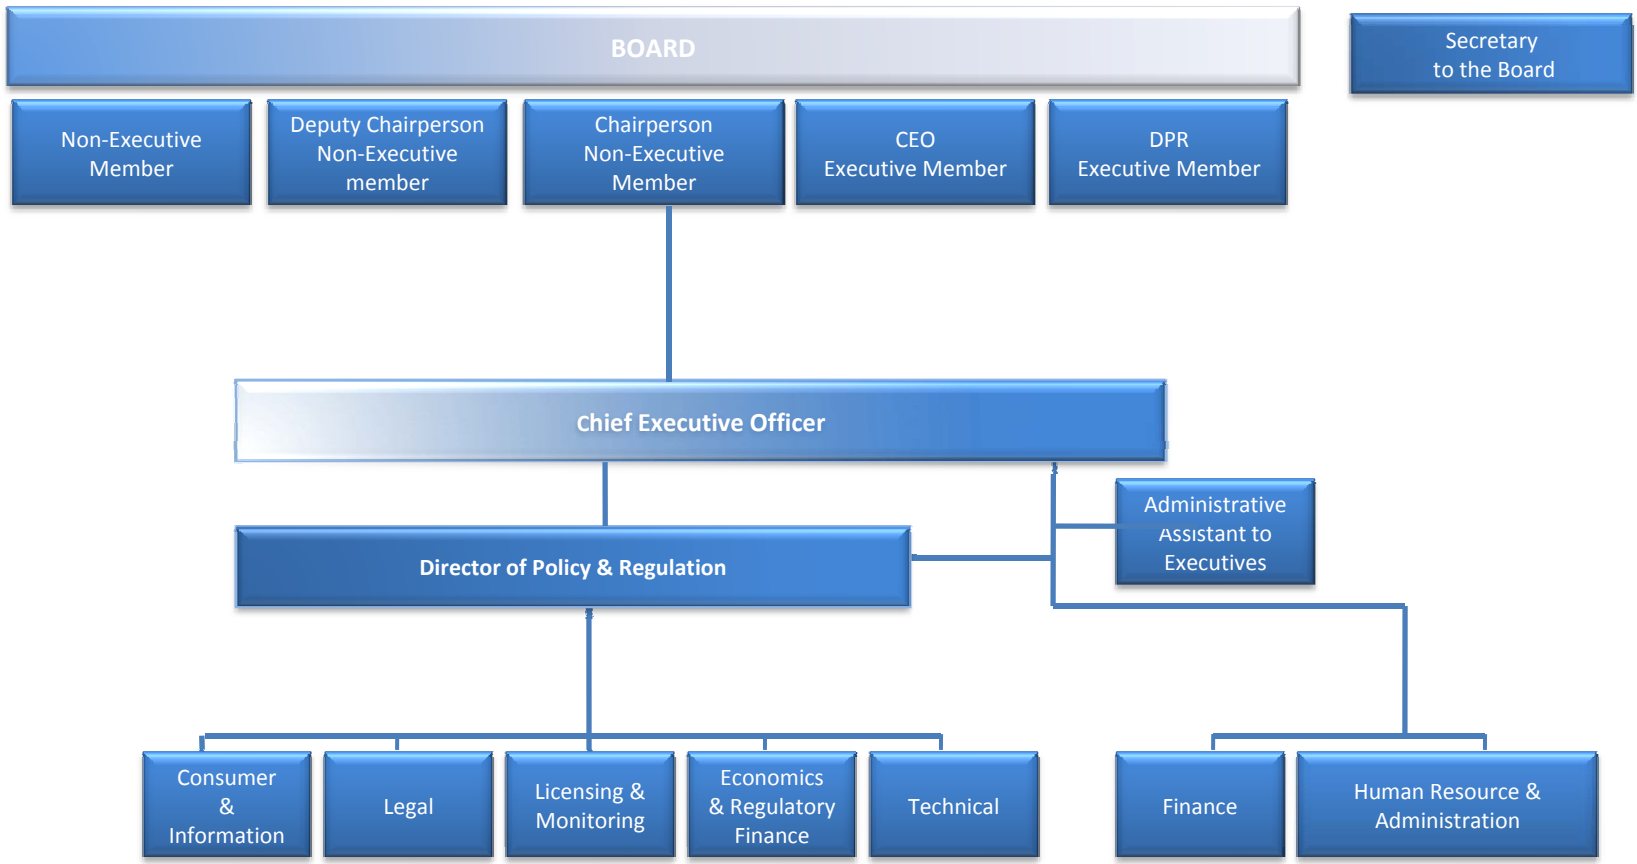 BOARD
Secretary
to the Board
Non-Executive
Member
Deputy Chairperson
Non-Executive
member
Chairperson
Non-Executive
Member
CEO
Executive Member
DPR
Executive Member
Chief Executive Officer
Administrative
Assistant to
Executives
Director of Policy & Regulation
Consumer
&
Information
Legal
Licensing &
Monitoring
Economics
& Regulatory
Finance
Technical
Finance
Human Resource &
Administration